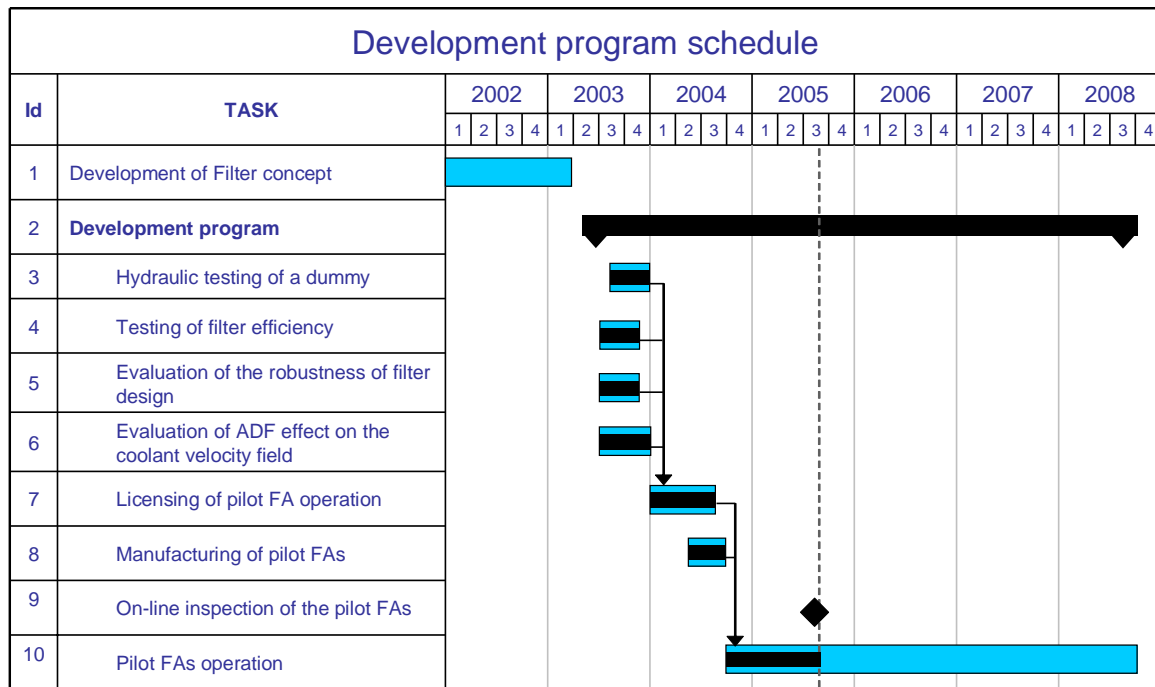 Development program schedule
Id TASK 2002 2003 2004 2005 2006 2007 2008
1 2 3 4 1 2 3 4 1 2 3 4 1 2 3 4 1 2 3 4 1 2 3 4 1 2 3 4
1 Development of Filter concept
2 Development program
3 Hydraulic testing of a dummy
4 Testing of filter efficiency
5 Evaluation of the robustness of filter
design
6 Evaluation of ADF effect on the
coolant velocity field
7 Licensing of pilot FA operation
8 Manufacturing of pilot FAs
9 On-line inspection of the pilot FAs
10 Pilot FAs operation